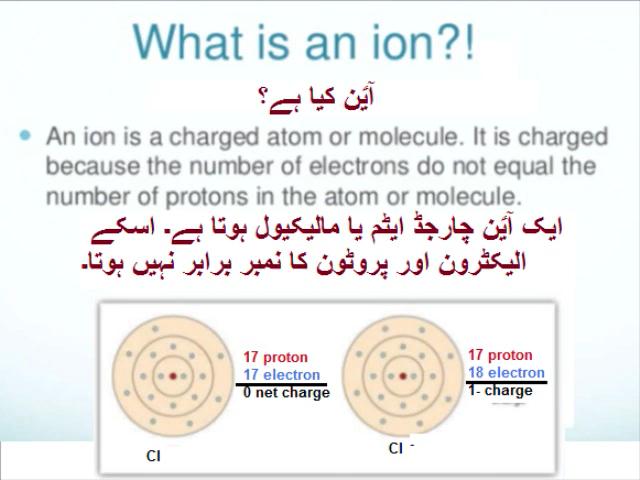 What is an ion?!
آئن کیا ہے؟
An ion is a charged atom or molecule. It is charged
because the number of electrons do not equal the
number of protons in the atom or molecule.
ایک آئن چارجڈ ایٹم یا مالیکیول ہوتا ہے۔ اسکے
الیکٹرون اور پروٹون کا نمبر برابر نہیں ہوتا۔
17 proton
17 electron
0 net charge
Cl
17 proton
18 electron
1- charge
Cl -